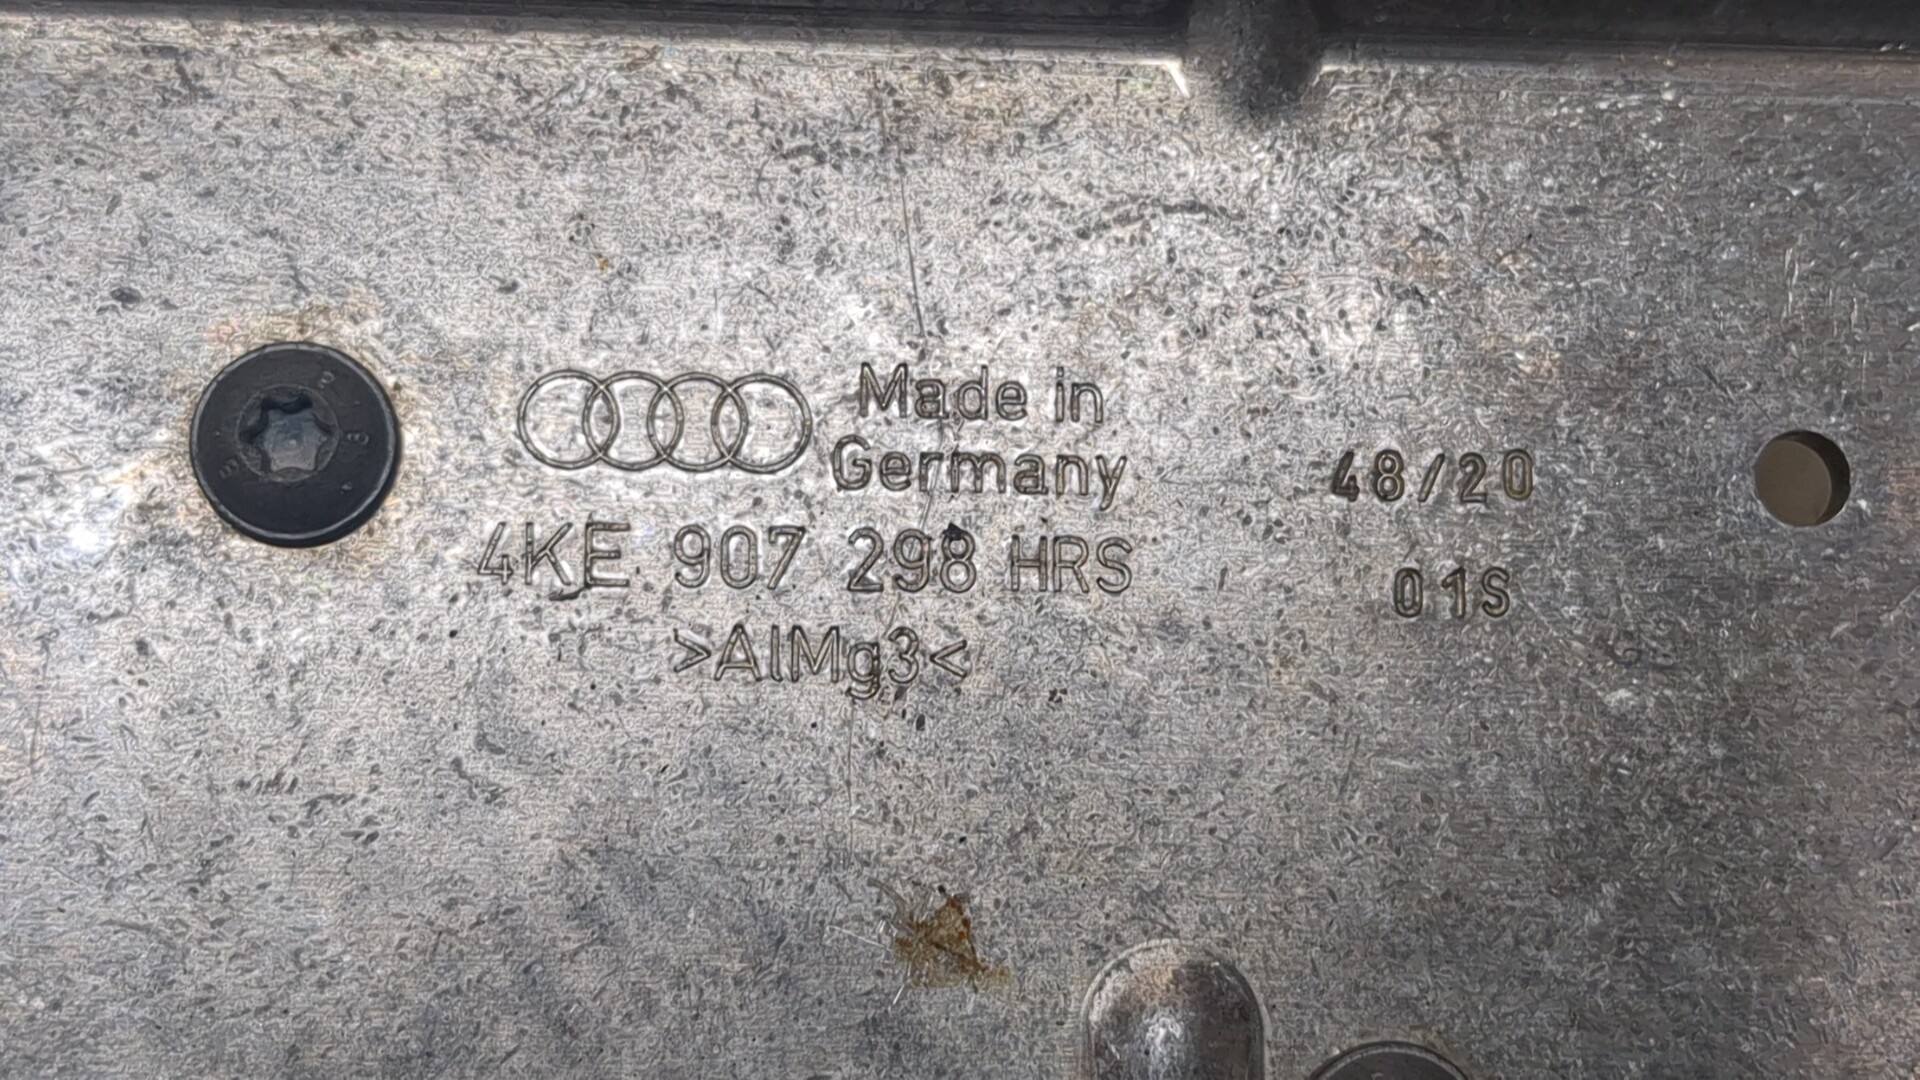 Made in
Germany
48/20
4KE 907 298 HRS
01S
>AlMg3<